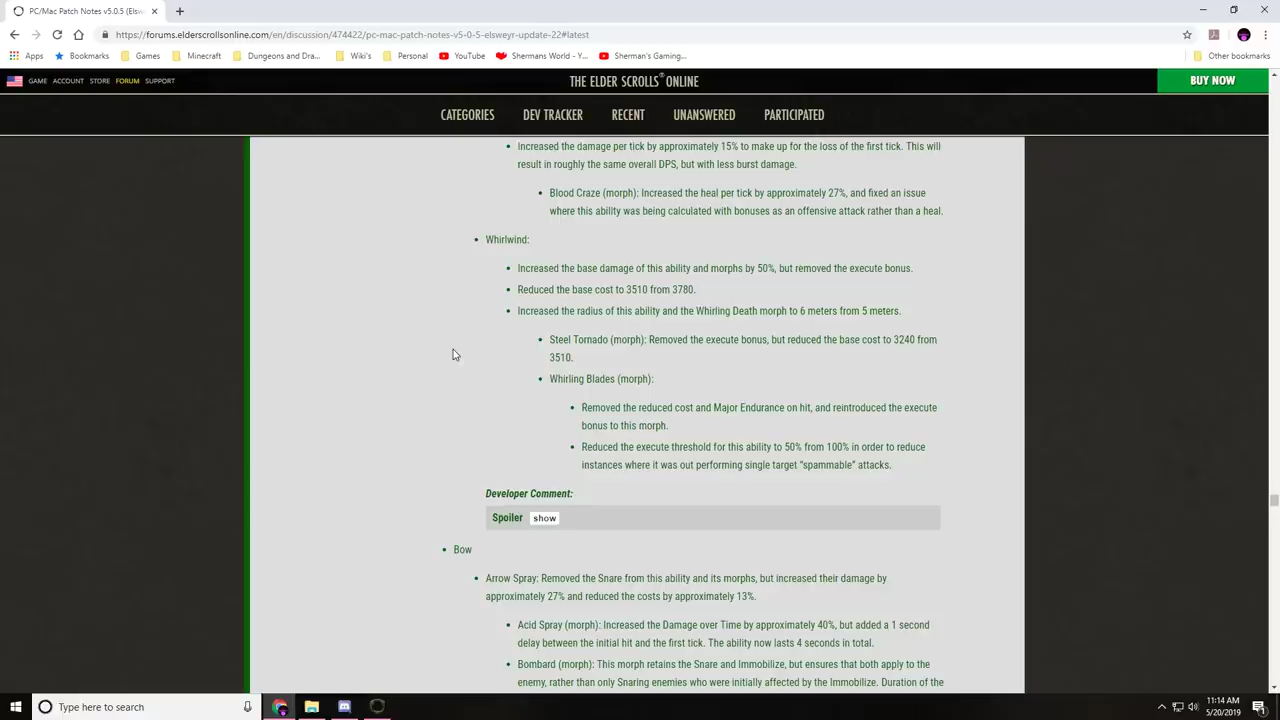 PC/Mac Patch Notes v5.0.5 (Elsw
https://forums.elderscrollsonline.com/en/discussion/474422/pc-mac-patch-notes-v5-0-5-elsweyr-update-22#latest
Apps Bookmarks Games Minecraft Dungeons and Dra... Wiki's Personal YouTube Shermans World - Y... Sherman's Gaming... Other bookmarks
GAME ACCOUNT STORE FORUM SUPPORT
THE ELDER SCROLLS® ONLINE
BUY NOW
CATEGORIES DEV TRACKER RECENT UNANSWERED PARTICIPATED
• Increased the damage per tick by approximately 15% to make up for the loss of the first tick. This will
result in roughly the same overall DPS, but with less burst damage.
• Blood Craze (morph): Increased the heal per tick by approximately 27%, and fixed an issue
where this ability was being calculated with bonuses as an offensive attack rather than a heal.
• Whirlwind:
• Increased the base damage of this ability and morphs by 50%, but removed the execute bonus.
• Reduced the base cost to 3510 from 3780.
• Increased the radius of this ability and the Whirling Death morph to 6 meters from 5 meters.
• Steel Tornado (morph): Removed the execute bonus, but reduced the base cost to 3240 from
3510.
• Whirling Blades (morph):
• Removed the reduced cost and Major Endurance on hit, and reintroduced the execute
bonus to this morph.
• Reduced the execute threshold for this ability to 50% from 100% in order to reduce
instances where it was out performing single target “spammable” attacks.
Developer Comment:
Spoiler show
• Bow
• Arrow Spray: Removed the Snare from this ability and its morphs, but increased their damage by
approximately 27% and reduced the costs by approximately 13%.
• Acid Spray (morph): Increased the Damage over Time by approximately 40%, but added a 1 second
delay between the initial hit and the first tick. The ability now lasts 4 seconds in total.
• Bombard (morph): This morph retains the Snare and Immobilize, but ensures that both apply to the
enemy, rather than only Snaring enemies who were initially affected by the Immobilize. Duration of the
Type here to search
11:14 AM
5/20/2019